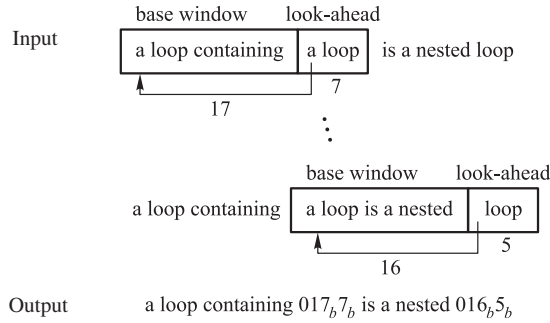 base window look-ahead
Input a loop containing a loop is a nested loop
17 7
base window look-ahead
a loop containing a loop is a nested loop
16 5
Output a loop containing 017b7b is a nested 016b5b